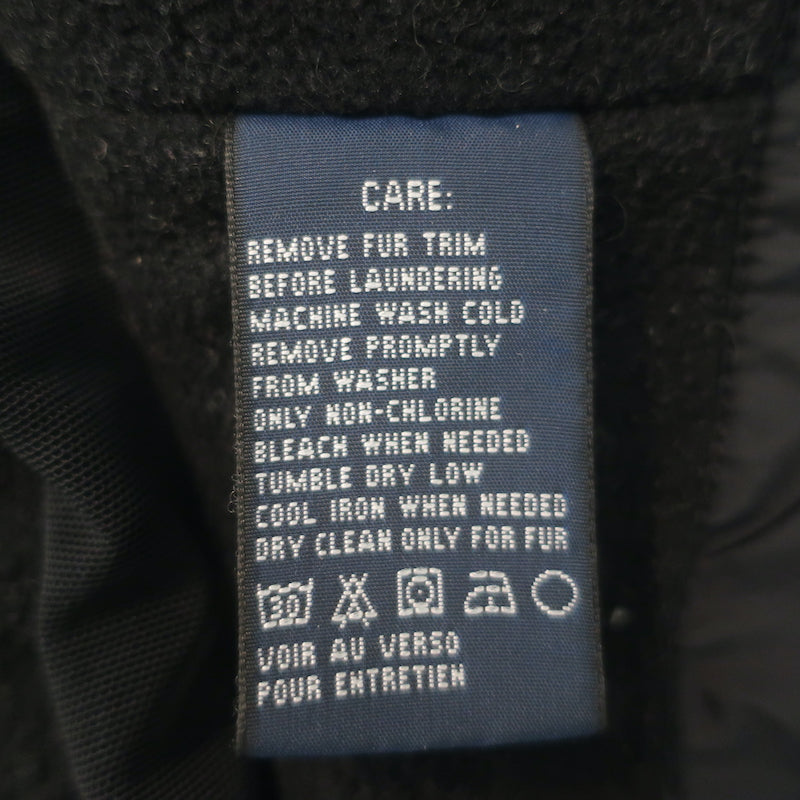 CARE:
REMOVE FUR TRIM
BEFORE LAUNDERING
MACHINE WASH COLD
REMOVE PROMPTLY
FROM WASHER
ONLY NON-CHLORINE
BLEACH WHEN NEEDED
TUMBLE DRY LOW
COOL IRON WHEN NEEDED
DRY CLEAN ONLY FOR FUR
30
VOIR AU VERSO
POUR ENTRETIEN